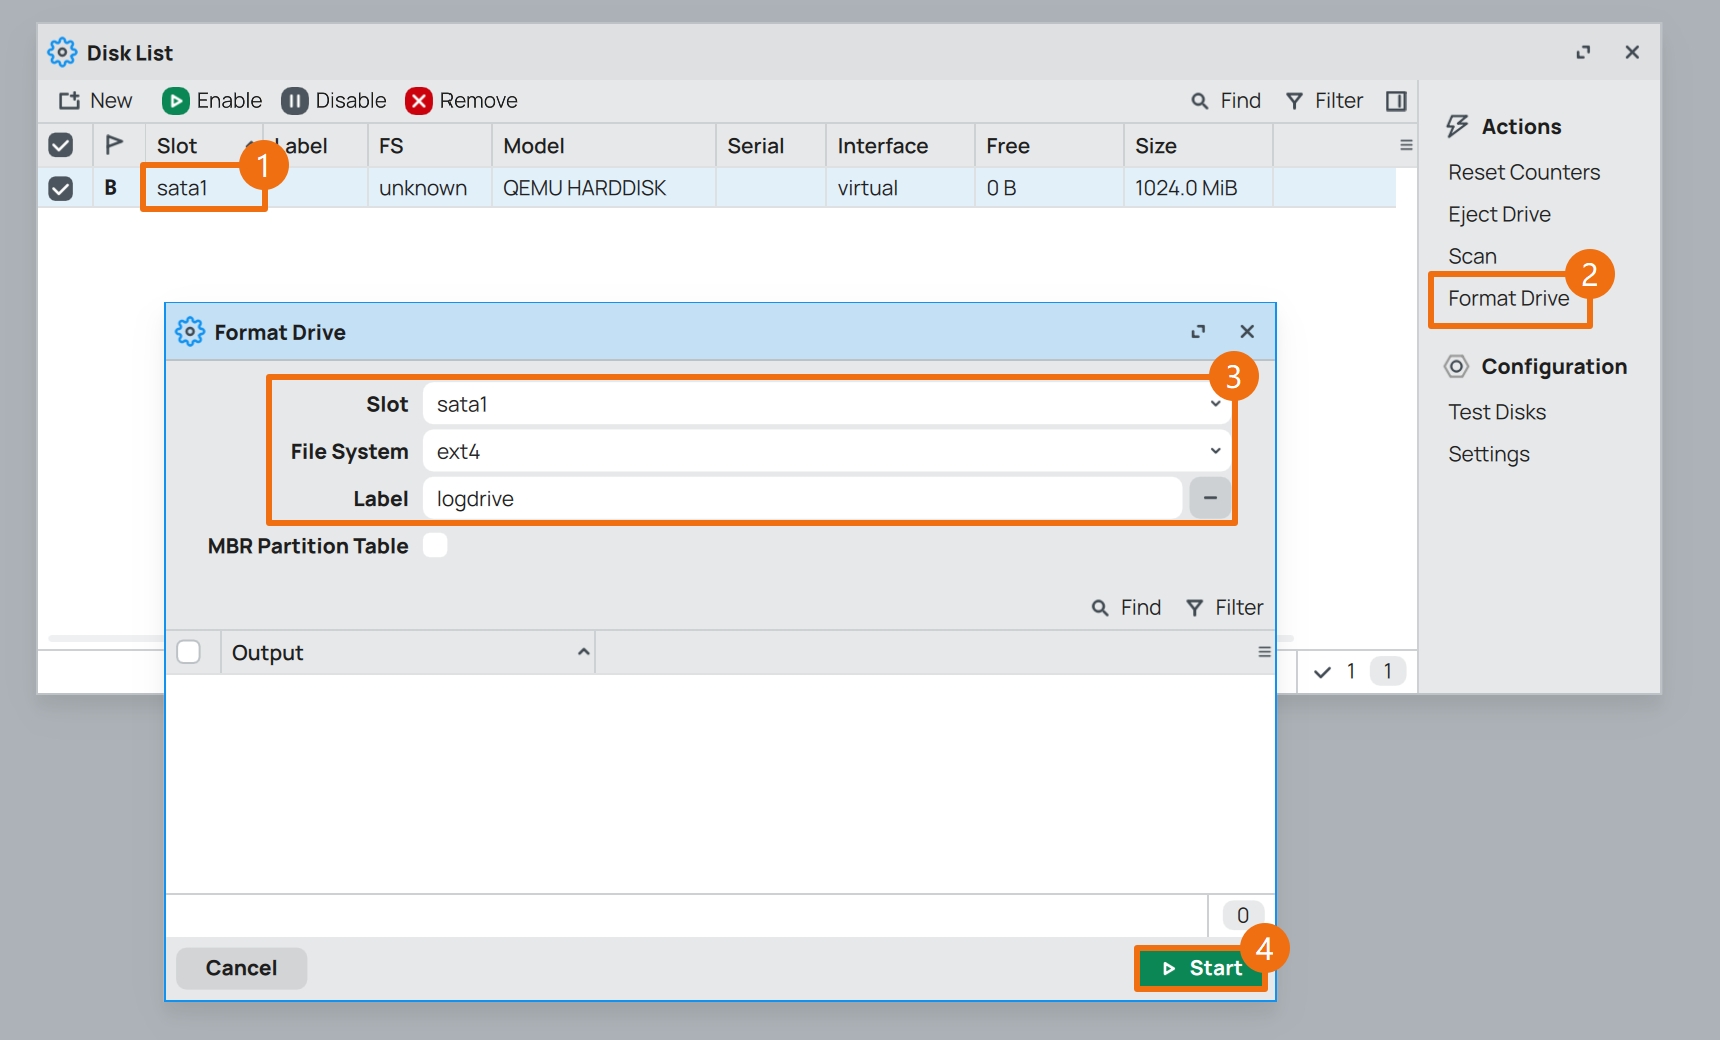 Disk List
New Enable Disable Remove Find Filter
Slot Label FS Model Serial Interface Free Size
B sata1 unknown QEMU HARDDISK virtual 0 B 1024.0 MiB
1
Actions
Reset Counters
Eject Drive
Scan
Format Drive
2
Configuration
Test Disks
Settings
Format Drive
3
Slot sata1
File System ext4
Label logdrive
MBR Partition Table
Find Filter
Output
1 1
0
Cancel Start
4